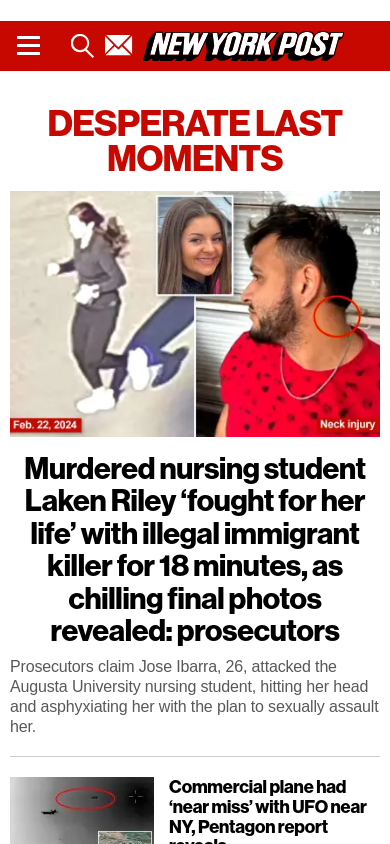 NEW YORK POST
DESPERATE LAST
MOMENTS
Feb. 22, 2024
Neck injury
Murdered nursing student
Laken Riley ‘fought for her
life’ with illegal immigrant
killer for 18 minutes, as
chilling final photos
revealed: prosecutors
Prosecutors claim Jose Ibarra, 26, attacked the
Augusta University nursing student, hitting her head
and asphyxiating her with the plan to sexually assault
her.
Commercial plane had
‘near miss’ with UFO near
NY, Pentagon report
reveals